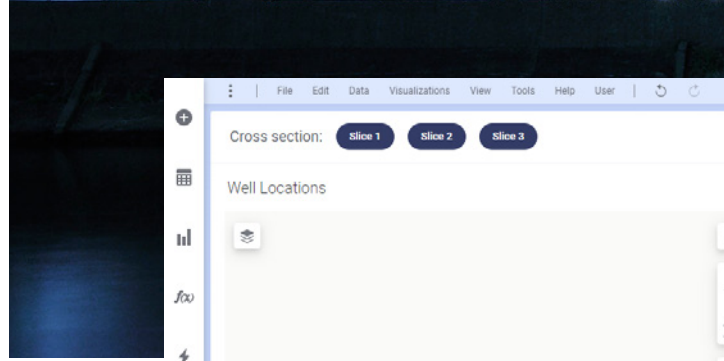 File Edit Data Visualizations View Tools Help User
Cross section: Slice 1 Slice 2 Slice 3
Well Locations
f(x)